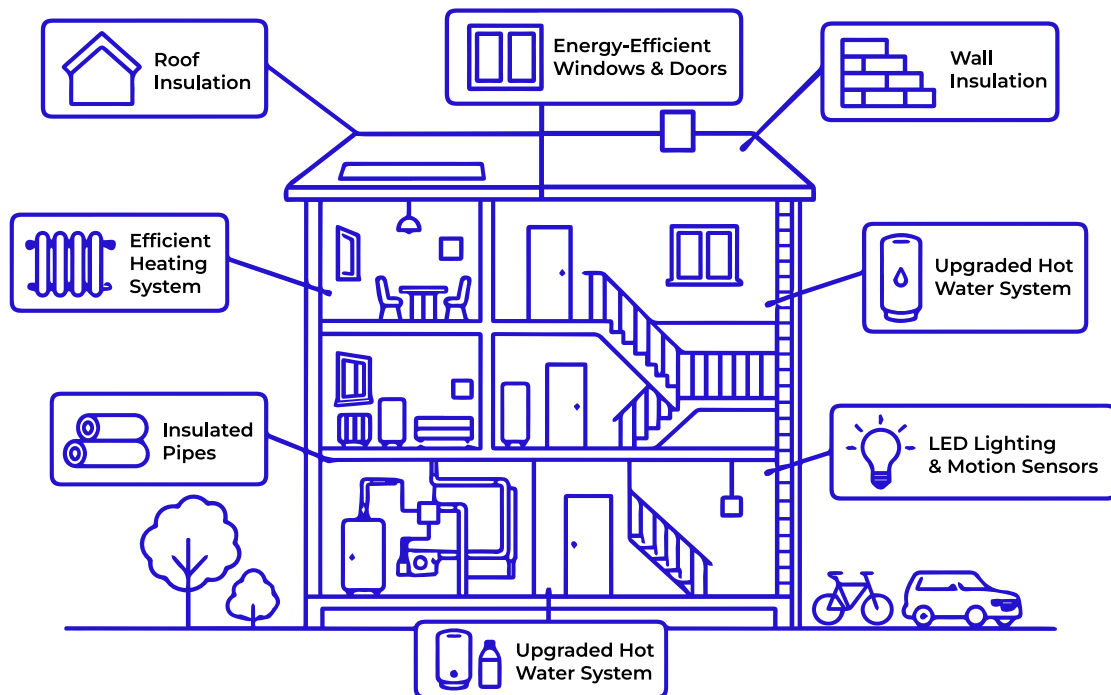 Roof
Insulation
Energy-Efficient
Windows & Doors
Wall
Insulation
Efficient
Heating
System
Upgraded Hot
Water System
Insulated
Pipes
LED Lighting
& Motion Sensors
Upgraded Hot
Water System